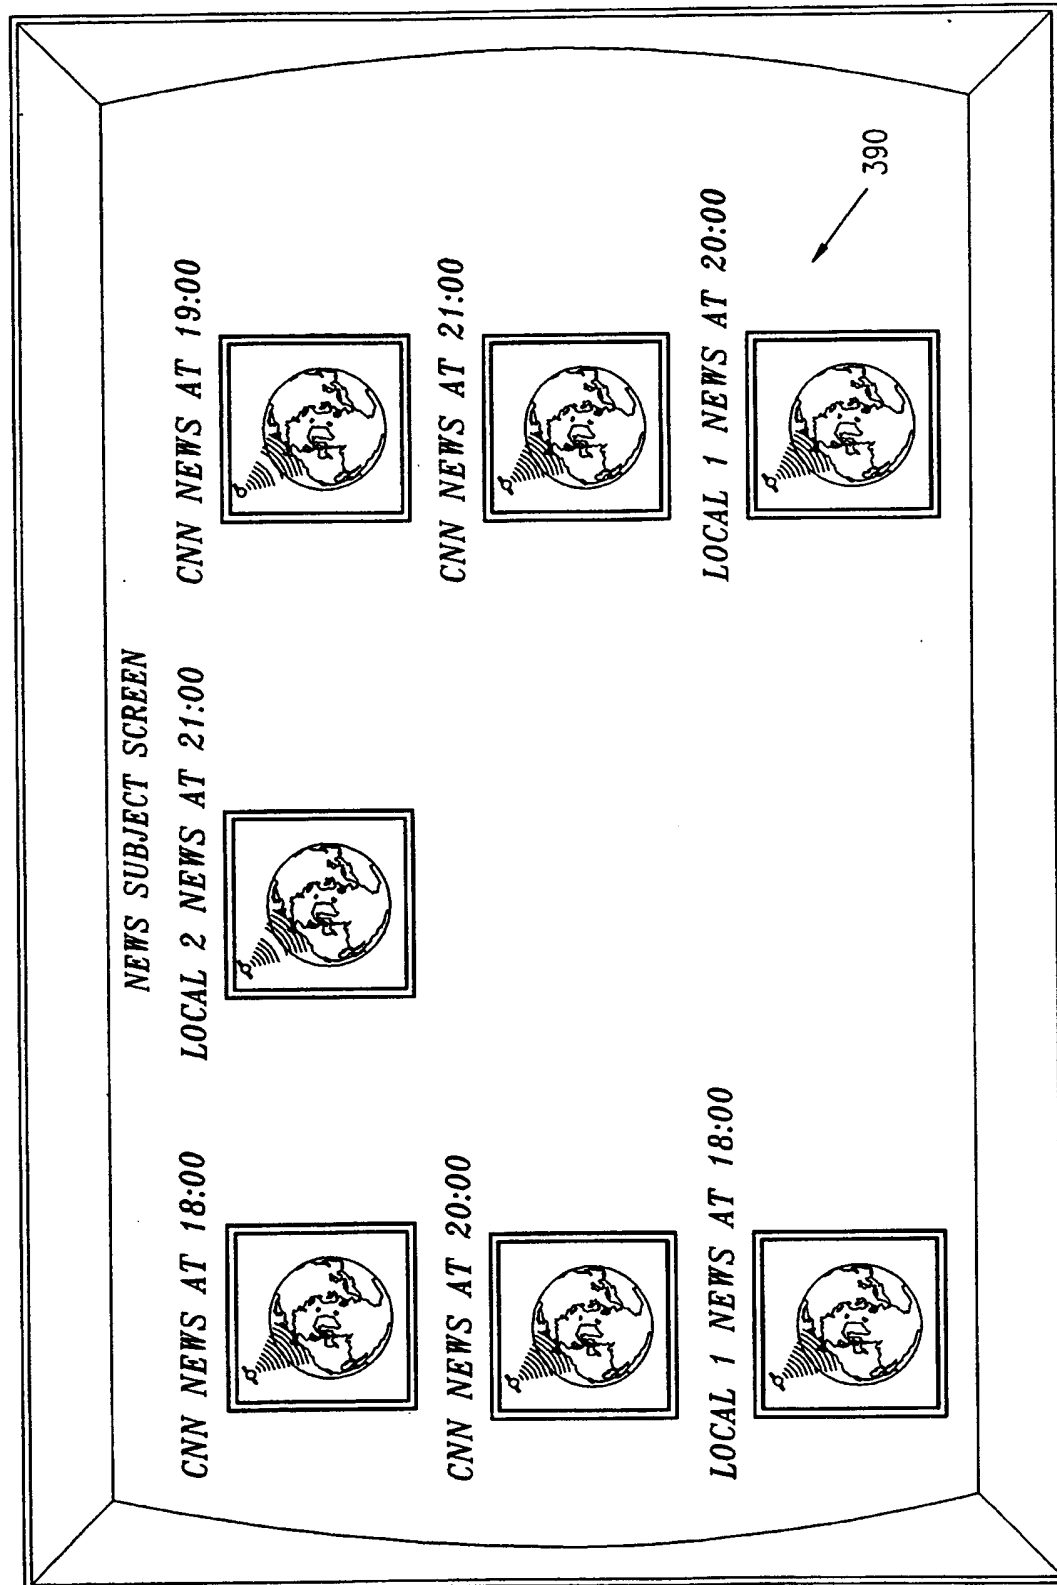 NEWS SUBJECT SCREEN
CNN NEWS AT 18:00
LOCAL 2 NEWS AT 21:00
CNN NEWS AT 19:00
CNN NEWS AT 20:00
CNN NEWS AT 21:00
LOCAL 1 NEWS AT 18:00
LOCAL 1 NEWS AT 20:00
390